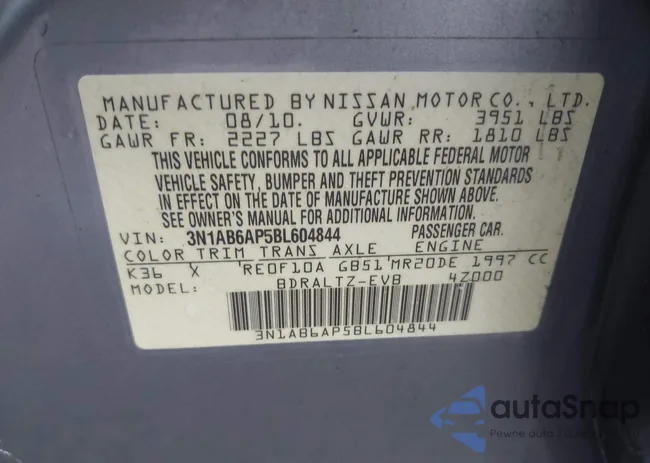 MANUFACTURED BY NISSAN MOTOR CO., LTD.
DATE: 08/10. GVWR: 3951 LBS
GAWR FR: 2227 LBS GAWR RR: 1810 LBS
THIS VEHICLE CONFORMS TO ALL APPLICABLE FEDERAL MOTOR
VEHICLE SAFETY, BUMPER AND THEFT PREVENTION STANDARDS
IN EFFECT ON THE DATE OF MANUFACTURE SHOWN ABOVE.
SEE OWNER'S MANUAL FOR ADDITIONAL INFORMATION.
VIN: 3N1AB6AP5BL604844 PASSENGER CAR.
COLOR TRIM TRANS AXLE ENGINE
K36 X RE0F10A GB51 MR20DE 1997 CC
MODEL: BDRALTZ-EVB 4Z000
3N1AB6AP5BL604844
autaSnap
Pewne auta z